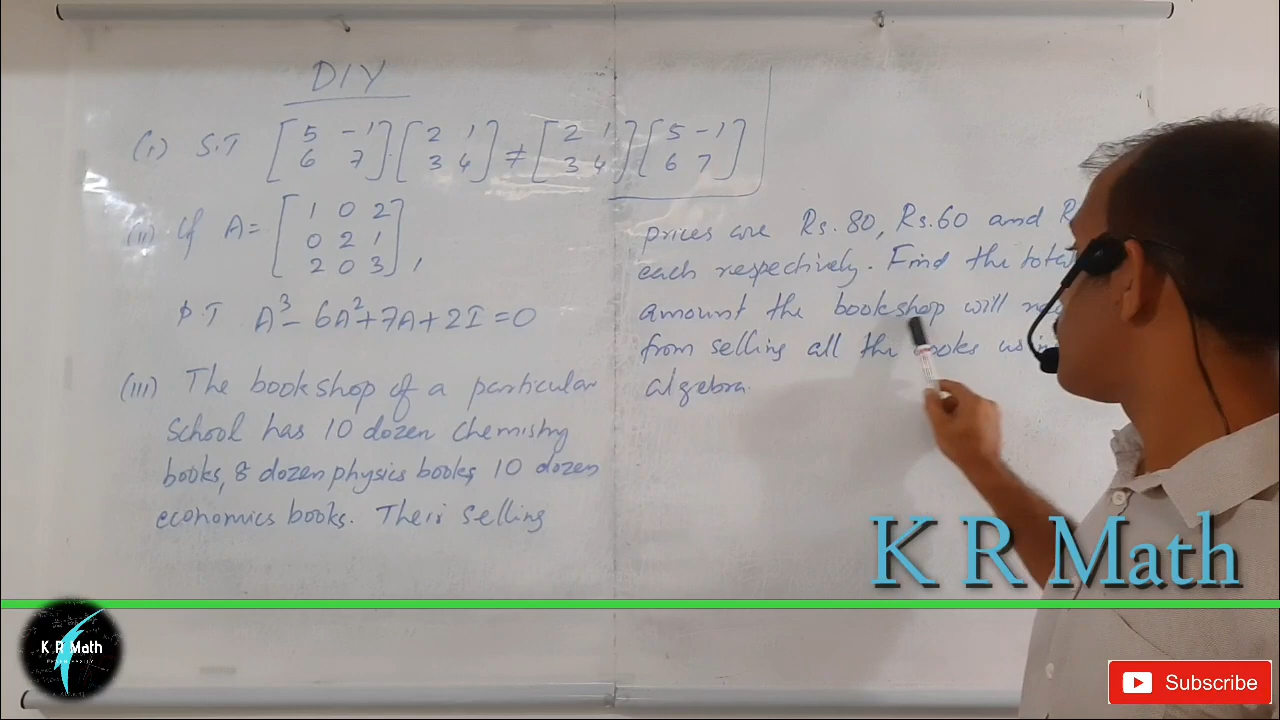 DIY
(i) S.T [5 -1 6 7] . [2 1 3 4] ≠ [2 1 3 4] [5 -1 6 7]
(ii) If A = [1 0 2 0 2 1 2 0 3],
P.T A³ - 6A² + 7A + 2I = 0
(iii) The bookshop of a particular
School has 10 dozen chemistry
books, 8 dozen physics books, 10 dozen
economics books. Their selling
prices are Rs. 80, Rs. 60 and
each respectively. Find the total
amount the bookshop will
from selling all the books
algebra.
K R Math
K R Math
Subscribe